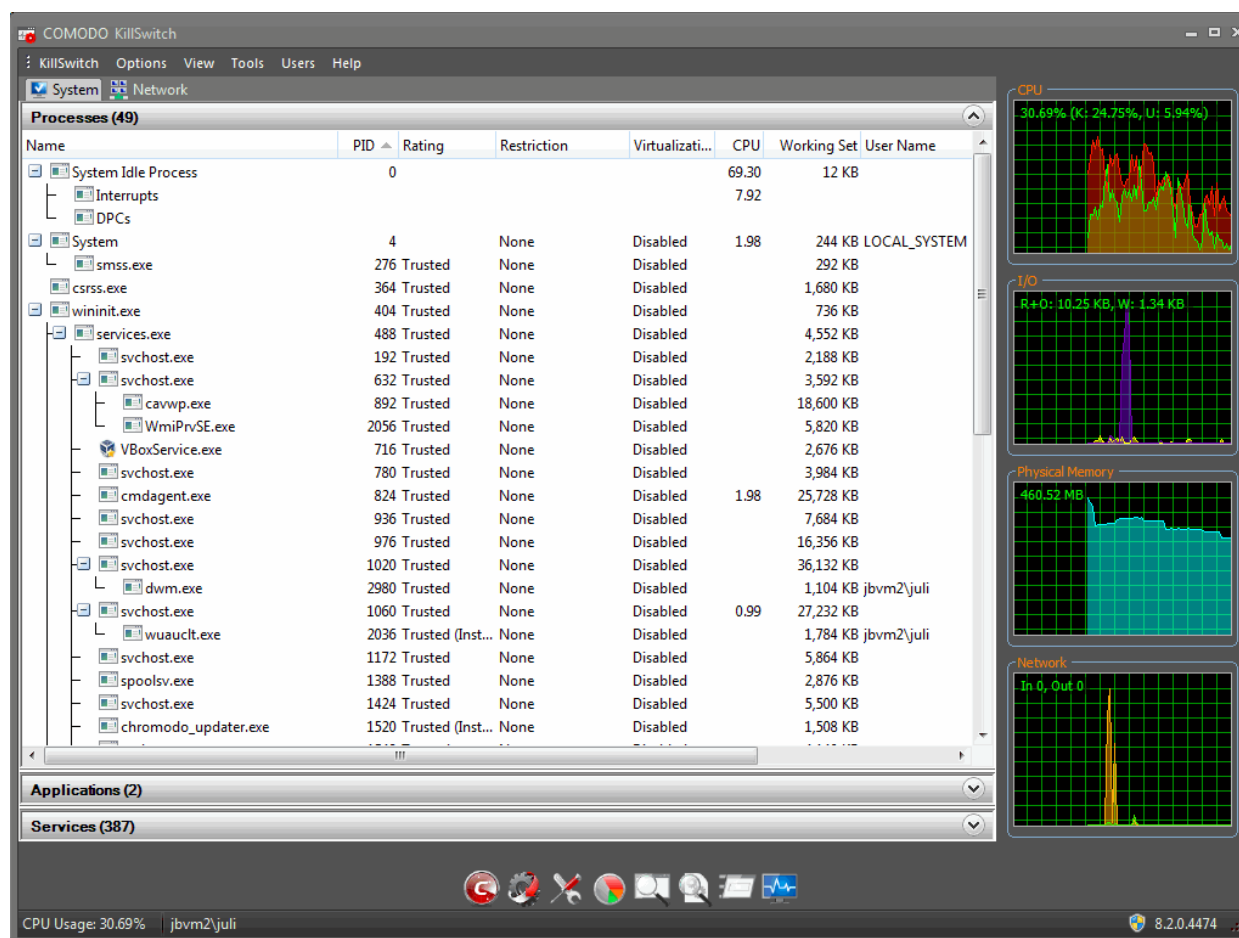 COMODO KillSwitch
KillSwitch Options View Tools Users Help
System Network
Processes (49)
Name PID Rating Restriction Virtualizati... CPU Working Set User Name
System Idle Process 0 69.30 12 KB
Interrupts 7.92
DPCs
System 4 None Disabled 1.98 244 KB LOCAL_SYSTEM
smss.exe 276 Trusted None Disabled 292 KB
csrss.exe 364 Trusted None Disabled 1,680 KB
wininit.exe 404 Trusted None Disabled 736 KB
services.exe 488 Trusted None Disabled 4,552 KB
svchost.exe 192 Trusted None Disabled 2,188 KB
svchost.exe 632 Trusted None Disabled 3,592 KB
cavwp.exe 892 Trusted None Disabled 18,600 KB
WmiPrvSE.exe 2056 Trusted None Disabled 5,820 KB
VBoxService.exe 716 Trusted None Disabled 2,676 KB
svchost.exe 780 Trusted None Disabled 3,984 KB
cmdagent.exe 824 Trusted None Disabled 1.98 25,728 KB
svchost.exe 936 Trusted None Disabled 7,684 KB
svchost.exe 976 Trusted None Disabled 16,356 KB
svchost.exe 1020 Trusted None Disabled 36,132 KB
dwm.exe 2980 Trusted None Disabled 1,104 KB jbvm2\juli
svchost.exe 1060 Trusted None Disabled 0.99 27,232 KB
wuauclt.exe 2036 Trusted (Inst... None Disabled 1,784 KB jbvm2\juli
svchost.exe 1172 Trusted None Disabled 5,864 KB
spoolsv.exe 1388 Trusted None Disabled 2,876 KB
svchost.exe 1424 Trusted None Disabled 5,500 KB
chromodo_updater.exe 1520 Trusted (Inst... None Disabled 1,508 KB
Applications (2)
Services (387)
CPU
30.69% (K: 24.75%, U: 5.94%)
I/O
R+O: 10.25 KB, W: 1.34 KB
Physical Memory
460.52 MB
Network
In 0, Out 0
CPU Usage: 30.69% jbvm2\juli 8.2.0.4474